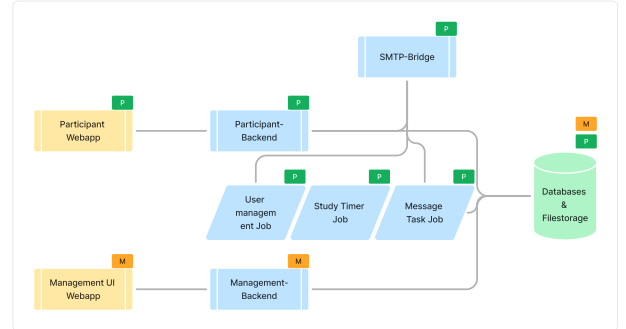 P
SMTP-Bridge
P
Participant
Webapp
P
Participant-
Backend
M
P
P
User
managem
ent Job
P
Study Timer
Job
P
Message
Task Job
Databases
&
Filestorage
M
Management UI
Webapp
M
Management-
Backend